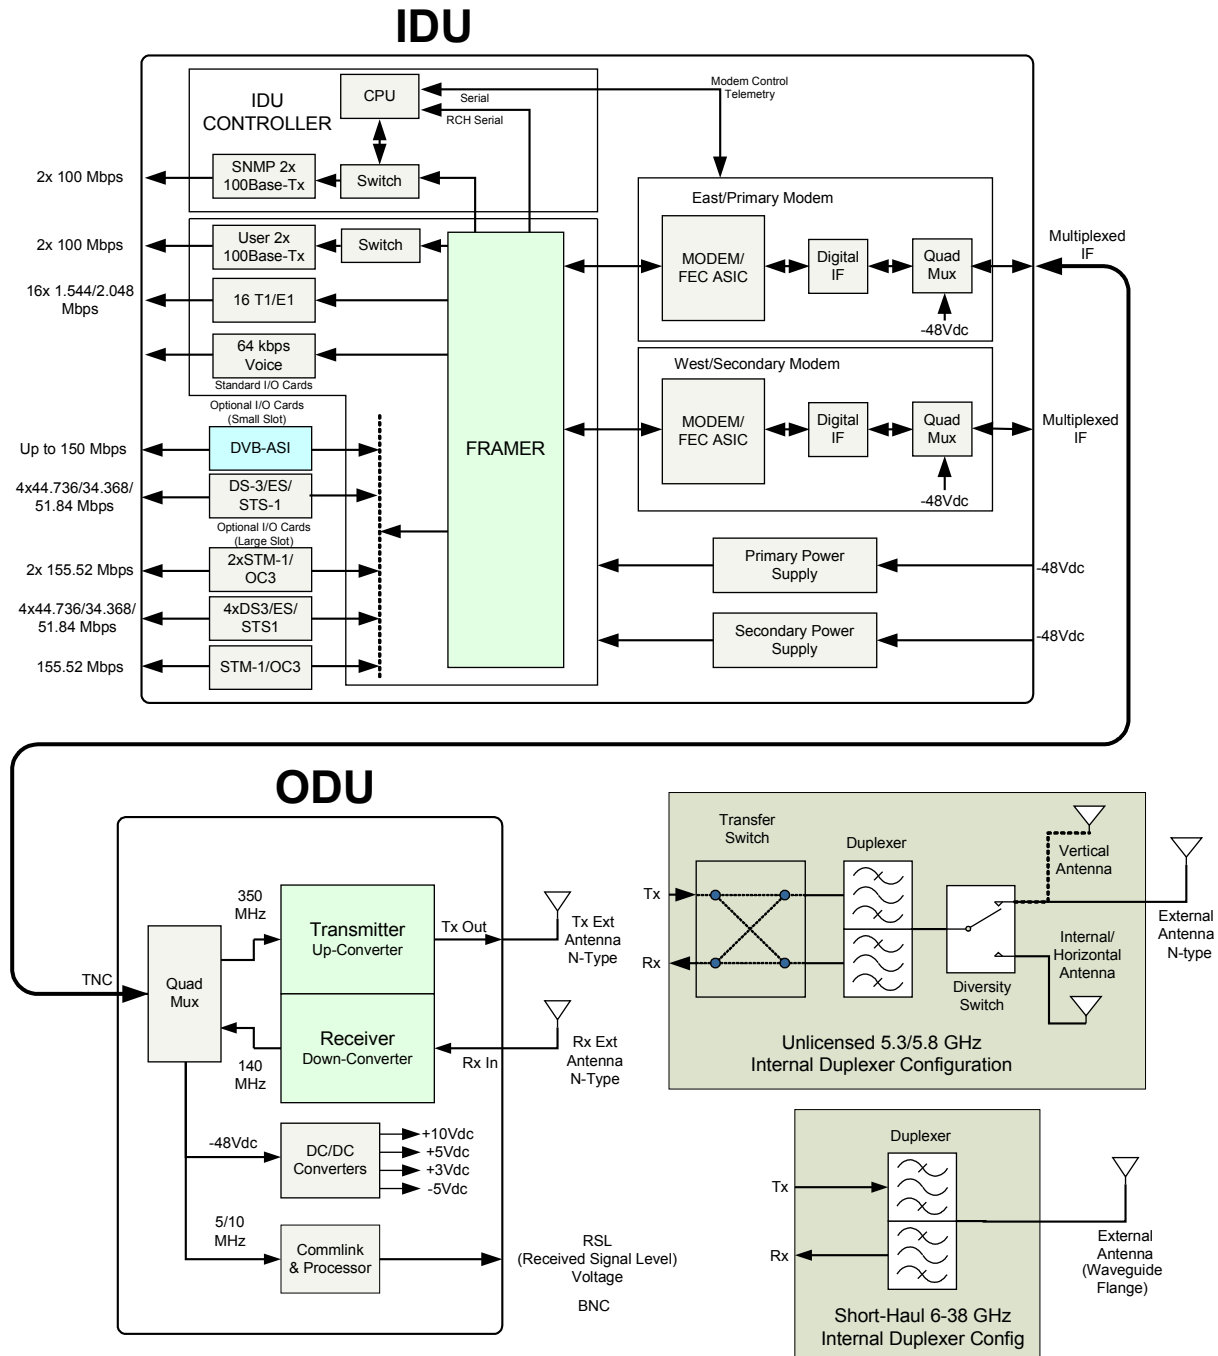 IDU
IDU
CONTROLLER
CPU
Serial
RCH Serial
Modem Control
Telemetry
2x 100 Mbps
SNMP 2x
100Base-Tx
Switch
2x 100 Mbps
User 2x
100Base-Tx
Switch
16x 1.544/2.048
Mbps
16 T1/E1
64 kbps
Voice
Standard I/O Cards
Optional I/O Cards
(Small Slot)
Up to 150 Mbps
DVB-ASI
4x44.736/34.368/
51.84 Mbps
DS-3/ES/
STS-1
Optional I/O Cards
(Large Slot)
2x 155.52 Mbps
2xSTM-1/
OC3
4x44.736/34.368/
51.84 Mbps
4xDS3/ES/
STS1
155.52 Mbps
STM-1/OC3
FRAMER
East/Primary Modem
MODEM/
FEC ASIC
Digital
IF
Quad
Mux
-48Vdc
Multiplexed
IF
West/Secondary Modem
MODEM/
FEC ASIC
Digital
IF
Quad
Mux
-48Vdc
Multiplexed
IF
Primary Power
Supply
-48Vdc
Secondary Power
Supply
-48Vdc
ODU
TNC
Quad
Mux
350
MHz
Transmitter
Up-Converter
Tx Out
Tx Ext
Antenna
N-Type
140
MHz
Receiver
Down-Converter
Rx In
Rx Ext
Antenna
N-Type
-48Vdc
DC/DC
Converters
+10Vdc
+5Vdc
+3Vdc
-5Vdc
5/10
MHz
Commlink
& Processor
RSL
(Received Signal Level)
Voltage
BNC
Transfer
Switch
Tx
Rx
Duplexer
Diversity
Switch
Vertical
Antenna
Internal/
Horizontal
Antenna
External
Antenna
N-type
Unlicensed 5.3/5.8 GHz
Internal Duplexer Configuration
Duplexer
Tx
Rx
External
Antenna
(Waveguide
Flange)
Short-Haul 6-38 GHz
Internal Duplexer Config